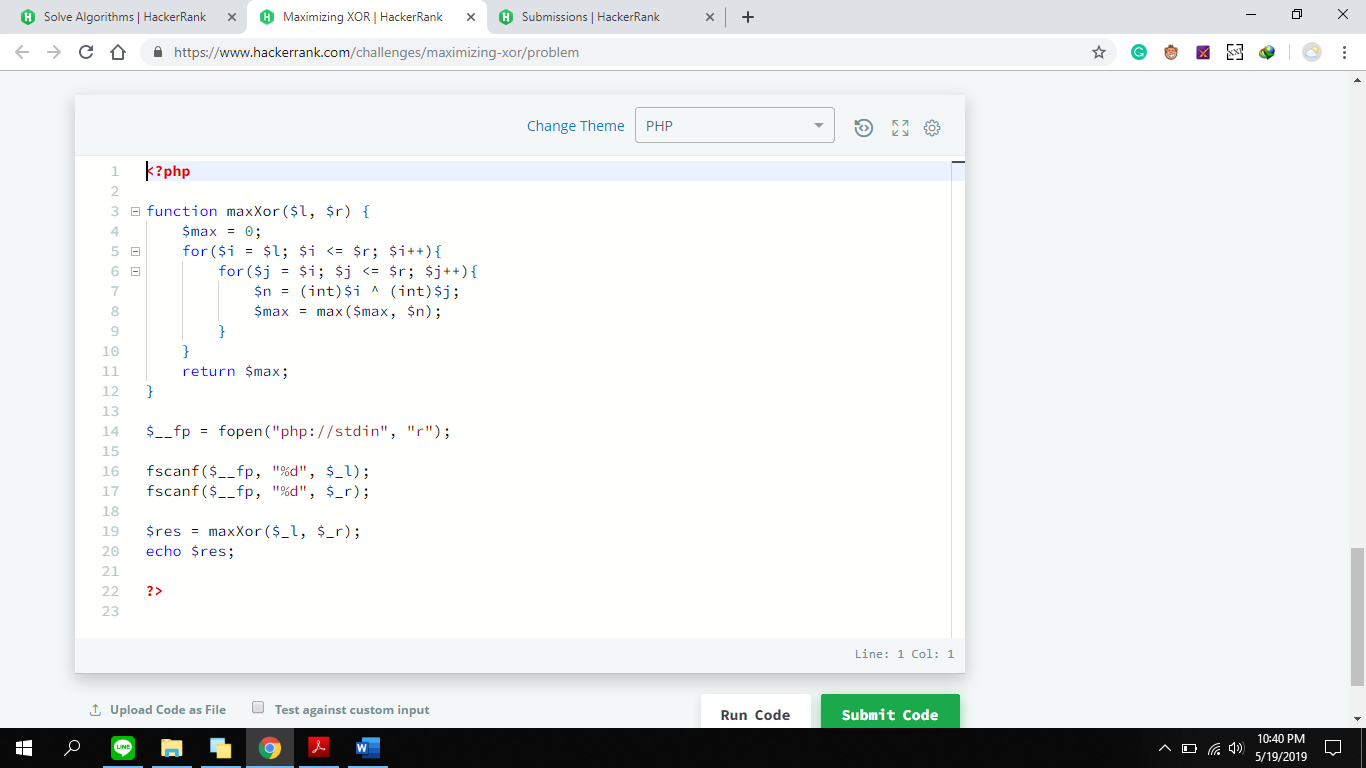 Solve Algorithms | HackerRank
Maximizing XOR | HackerRank
Submissions | HackerRank
https://www.hackerrank.com/challenges/maximizing-xor/problem
Change Theme
PHP
1 <?php
2
3 function maxXor($l, $r) {
4 $max = 0;
5 for($i = $l; $i <= $r; $i++){
6 for($j = $i; $j <= $r; $j++){
7 $n = (int)$i ^ (int)$j;
8 $max = max($max, $n);
9 }
10 }
11 return $max;
12 }
13
14 $__fp = fopen("php://stdin", "r");
15
16 fscanf($__fp, "%d", $_l);
17 fscanf($__fp, "%d", $_r);
18
19 $res = maxXor($_l, $_r);
20 echo $res;
21
22 ?>
23
Line: 1 Col: 1
Upload Code as File
Test against custom input
Run Code
Submit Code
LINE
10:40 PM
5/19/2019